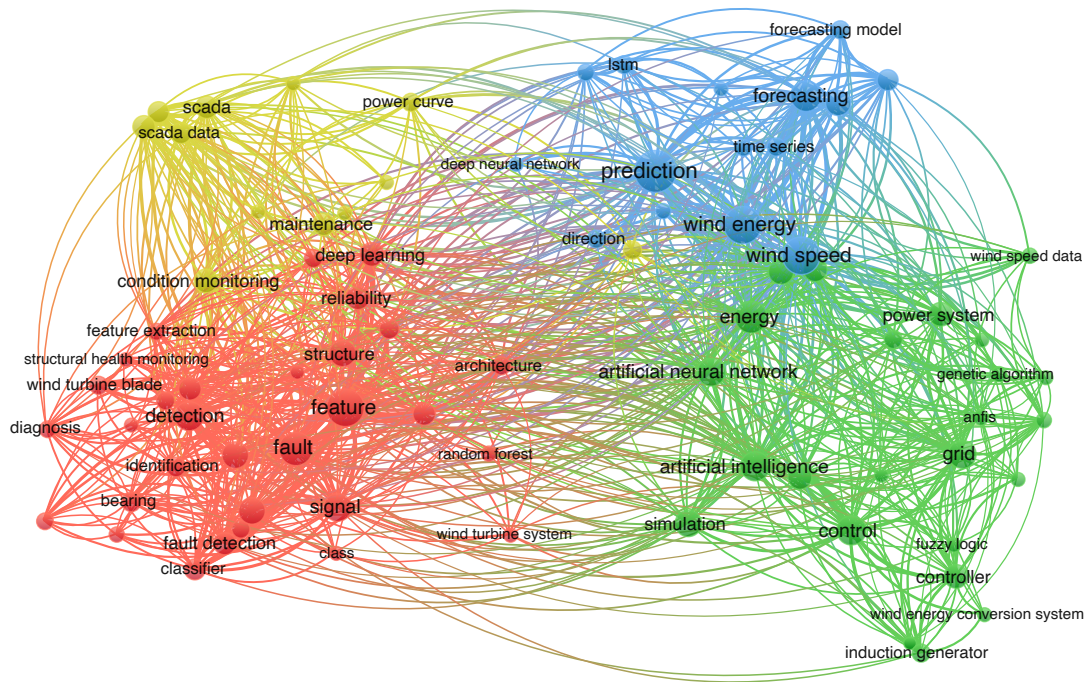 forecasting model
lstm
forecasting
scada
power curve
scada data
time series
deep neural network
prediction
maintenance
wind energy
direction
deep learning
wind speed
wind speed data
condition monitoring
reliability
power system
energy
feature extraction
structure
structural health monitoring
architecture
artificial neural network
genetic algorithm
wind turbine blade
feature
detection
anfis
diagnosis
fault
random forest
grid
identification
artificial intelligence
bearing
signal
simulation
control
wind turbine system
fault detection
class
fuzzy logic
classifier
controller
wind energy conversion system
induction generator